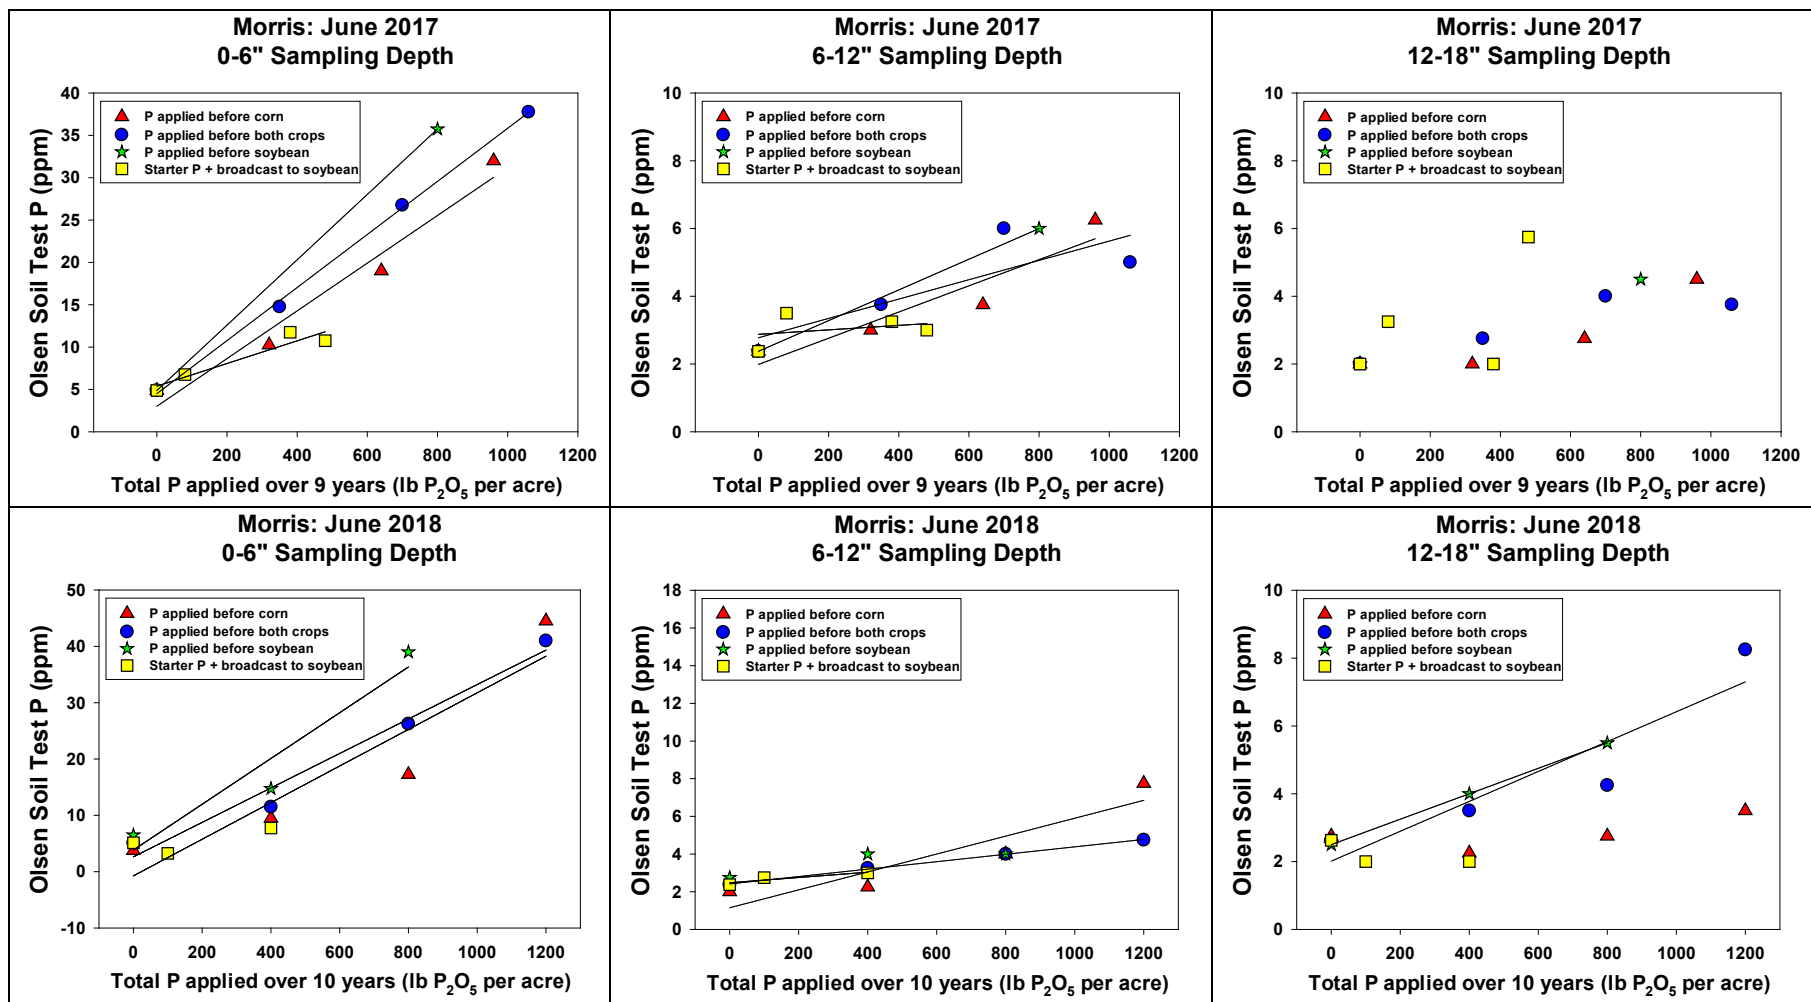 Morris: June 2017
0-6" Sampling Depth
Olsen Soil Test P (ppm)
40
35
30
25
20
15
10
5
0
P applied before corn
P applied before both crops
P applied before soybean
Starter P + broadcast to soybean
0 200 400 600 800 1000 1200
Total P applied over 9 years (lb P₂O₅ per acre)
Morris: June 2017
6-12" Sampling Depth
Olsen Soil Test P (ppm)
10
8
6
4
2
0
P applied before corn
P applied before both crops
P applied before soybean
Starter P + broadcast to soybean
0 200 400 600 800 1000 1200
Total P applied over 9 years (lb P₂O₅ per acre)
Morris: June 2017
12-18" Sampling Depth
Olsen Soil Test P (ppm)
10
8
6
4
2
0
P applied before corn
P applied before both crops
P applied before soybean
Starter P + broadcast to soybean
0 200 400 600 800 1000 1200
Total P applied over 9 years (lb P₂O₅ per acre)
Morris: June 2018
0-6" Sampling Depth
Olsen Soil Test P (ppm)
50
40
30
20
10
0
-10
P applied before corn
P applied before both crops
P applied before soybean
Starter P + broadcast to soybean
0 200 400 600 800 1000 1200
Total P applied over 10 years (lb P₂O₅ per acre)
Morris: June 2018
6-12" Sampling Depth
Olsen Soil Test P (ppm)
18
16
14
12
10
8
6
4
2
0
P applied before corn
P applied before both crops
P applied before soybean
Starter P + broadcast to soybean
0 200 400 600 800 1000 1200
Total P applied over 10 years (lb P₂O₅ per acre)
Morris: June 2018
12-18" Sampling Depth
Olsen Soil Test P (ppm)
10
8
6
4
2
0
P applied before corn
P applied before both crops
P applied before soybean
Starter P + broadcast to soybean
0 200 400 600 800 1000 1200
Total P applied over 10 years (lb P₂O₅ per acre)